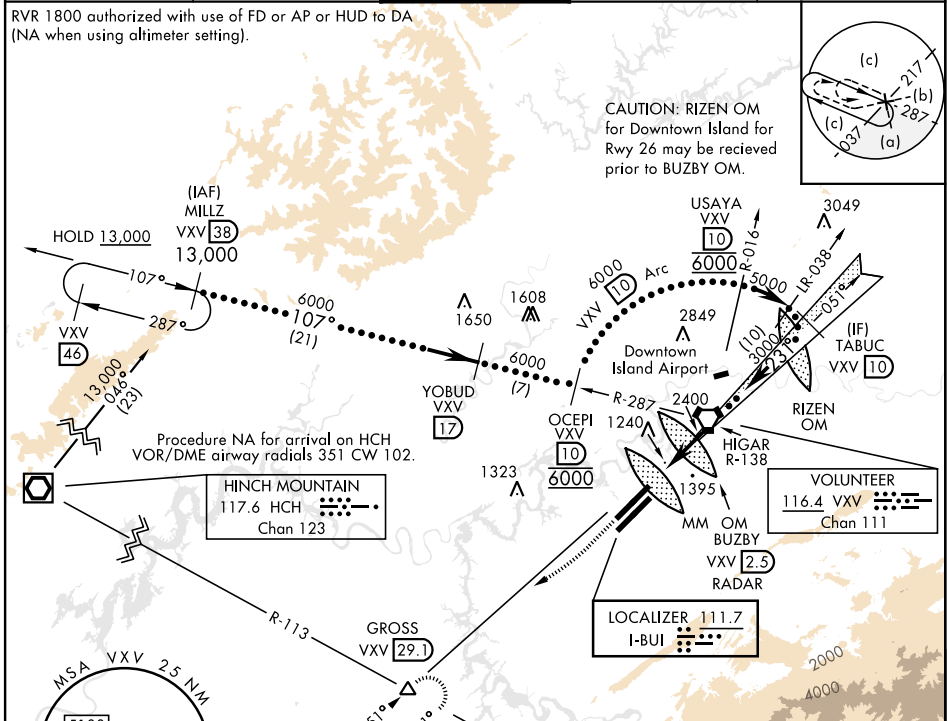 RVR 1800 authorized with use of FD or AP or HUD to DA
(NA when using altimeter setting).
(c)
217
(b)
287
(c)
037
(a)
CAUTION: RIZEN OM
for Downtown Island for
Rwy 26 may be recieved
prior to BUZBY OM.
(IAF)
MILLZ
VXV 38
13,000
HOLD 13,000
107°
287°
VXV
46
13,000
046°
(23)
6000
107°
(21)
1650
1608
6000
(7)
YOBUD
VXV
17
6000
VXV 10 Arc
USAYA
VXV
10
6000
R-016
5000
3049
LR-038
051°
2849
Downtown
Island Airport
(10)
3000
231°
(IF)
TABUC
VXV 10
RIZEN
OM
R-287
2400
1240
HIGAR
R-138
OCEPI
VXV
10
6000
1323
1395
MM
OM
BUZBY
VXV 2.5
RADAR
Procedure NA for arrival on HCH
VOR/DME airway radials 351 CW 102.
HINCH MOUNTAIN
117.6 HCH
Chan 123
VOLUNTEER
116.4 VXV
Chan 111
LOCALIZER 111.7
I-BUI
R-113
GROSS
VXV 29.1
MSA VXV 25 NM
2000
4000